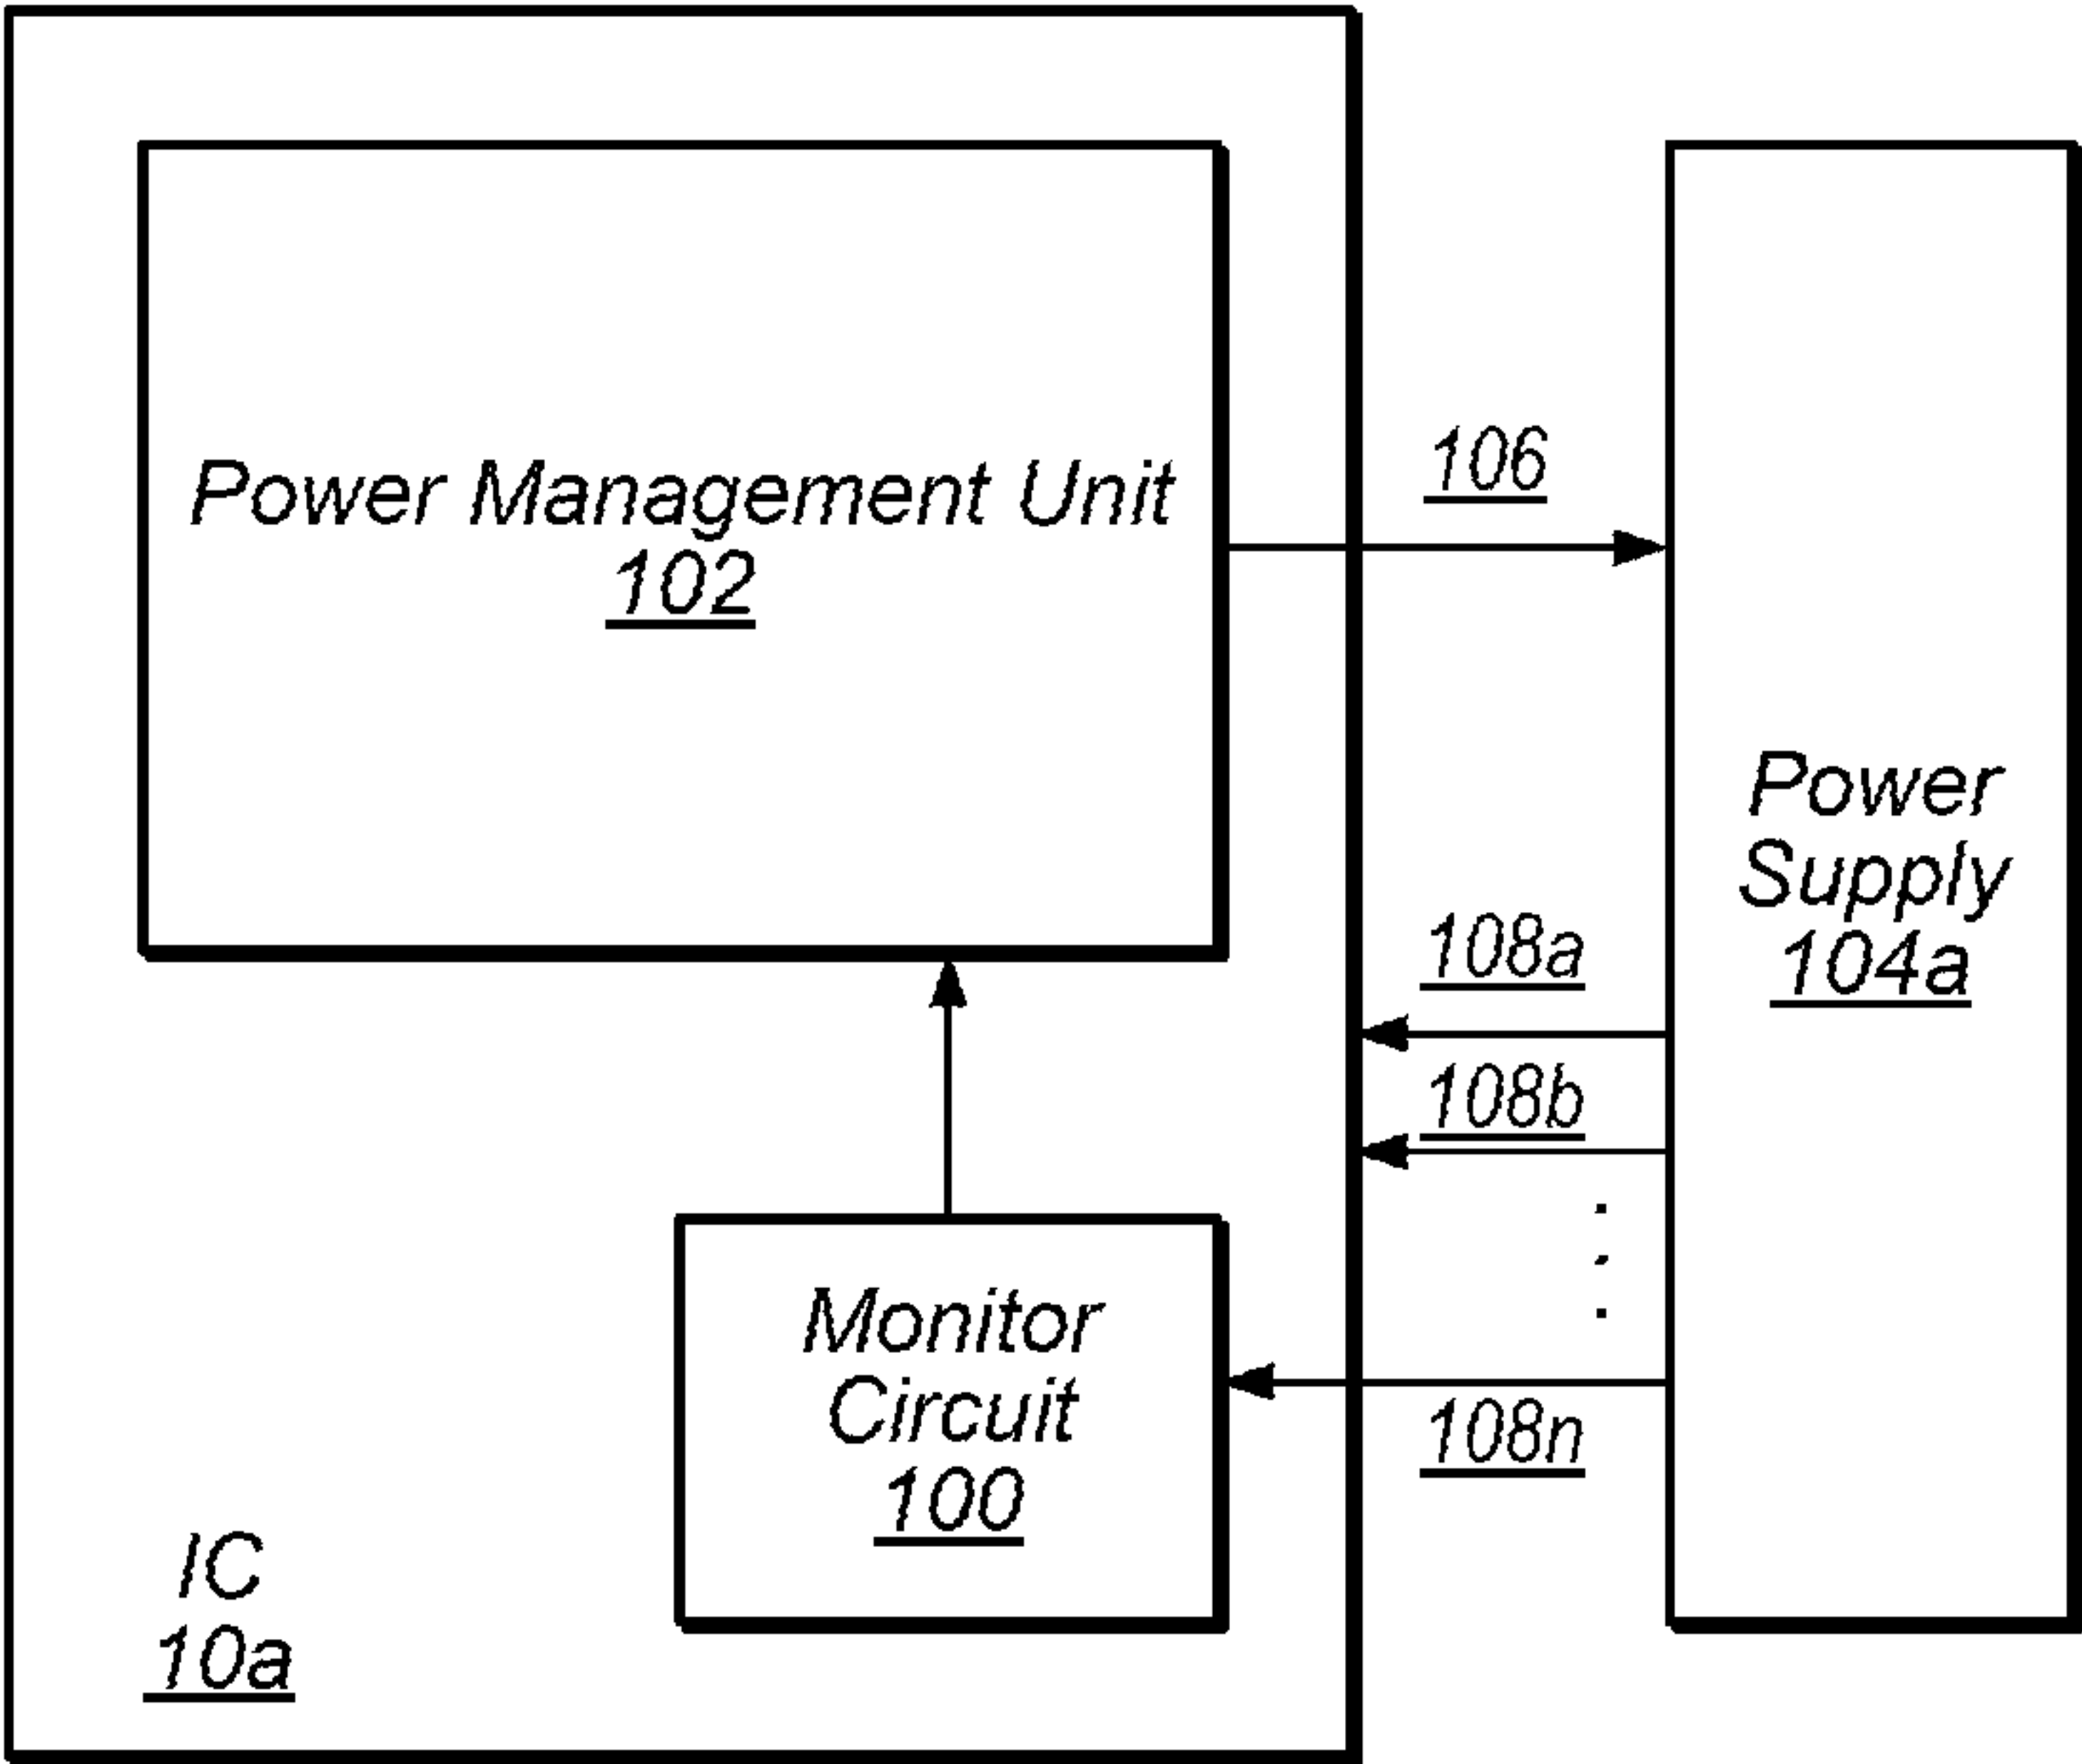 Power Management Unit
102
106
Power
Supply
104a
108a
108b
108n
Monitor
Circuit
100
IC
10a